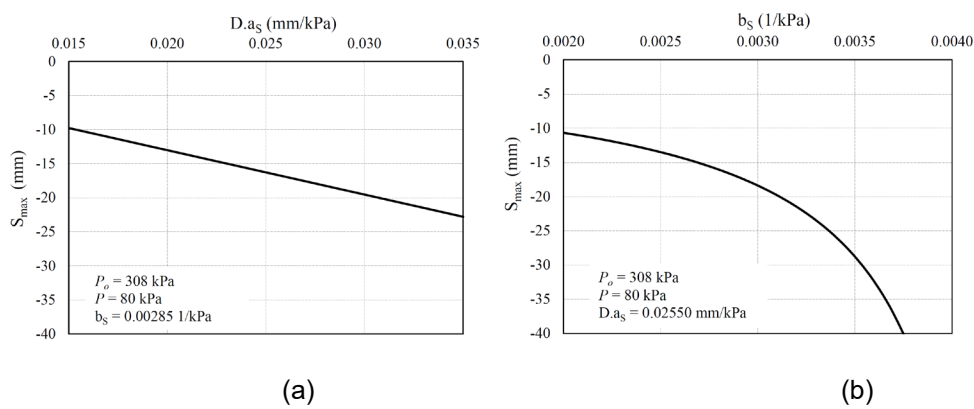 D.aS (mm/kPa)
0.015 0.020 0.025 0.030 0.035
0
-5
-10
-15
-20
-25
-30
-35
-40
Smax (mm)
Po = 308 kPa
P = 80 kPa
bS = 0.00285 1/kPa
(a)
bS (1/kPa)
0.0020 0.0025 0.0030 0.0035 0.0040
0
-5
-10
-15
-20
-25
-30
-35
-40
Smax (mm)
Po = 308 kPa
P = 80 kPa
D.aS = 0.02550 mm/kPa
(b)